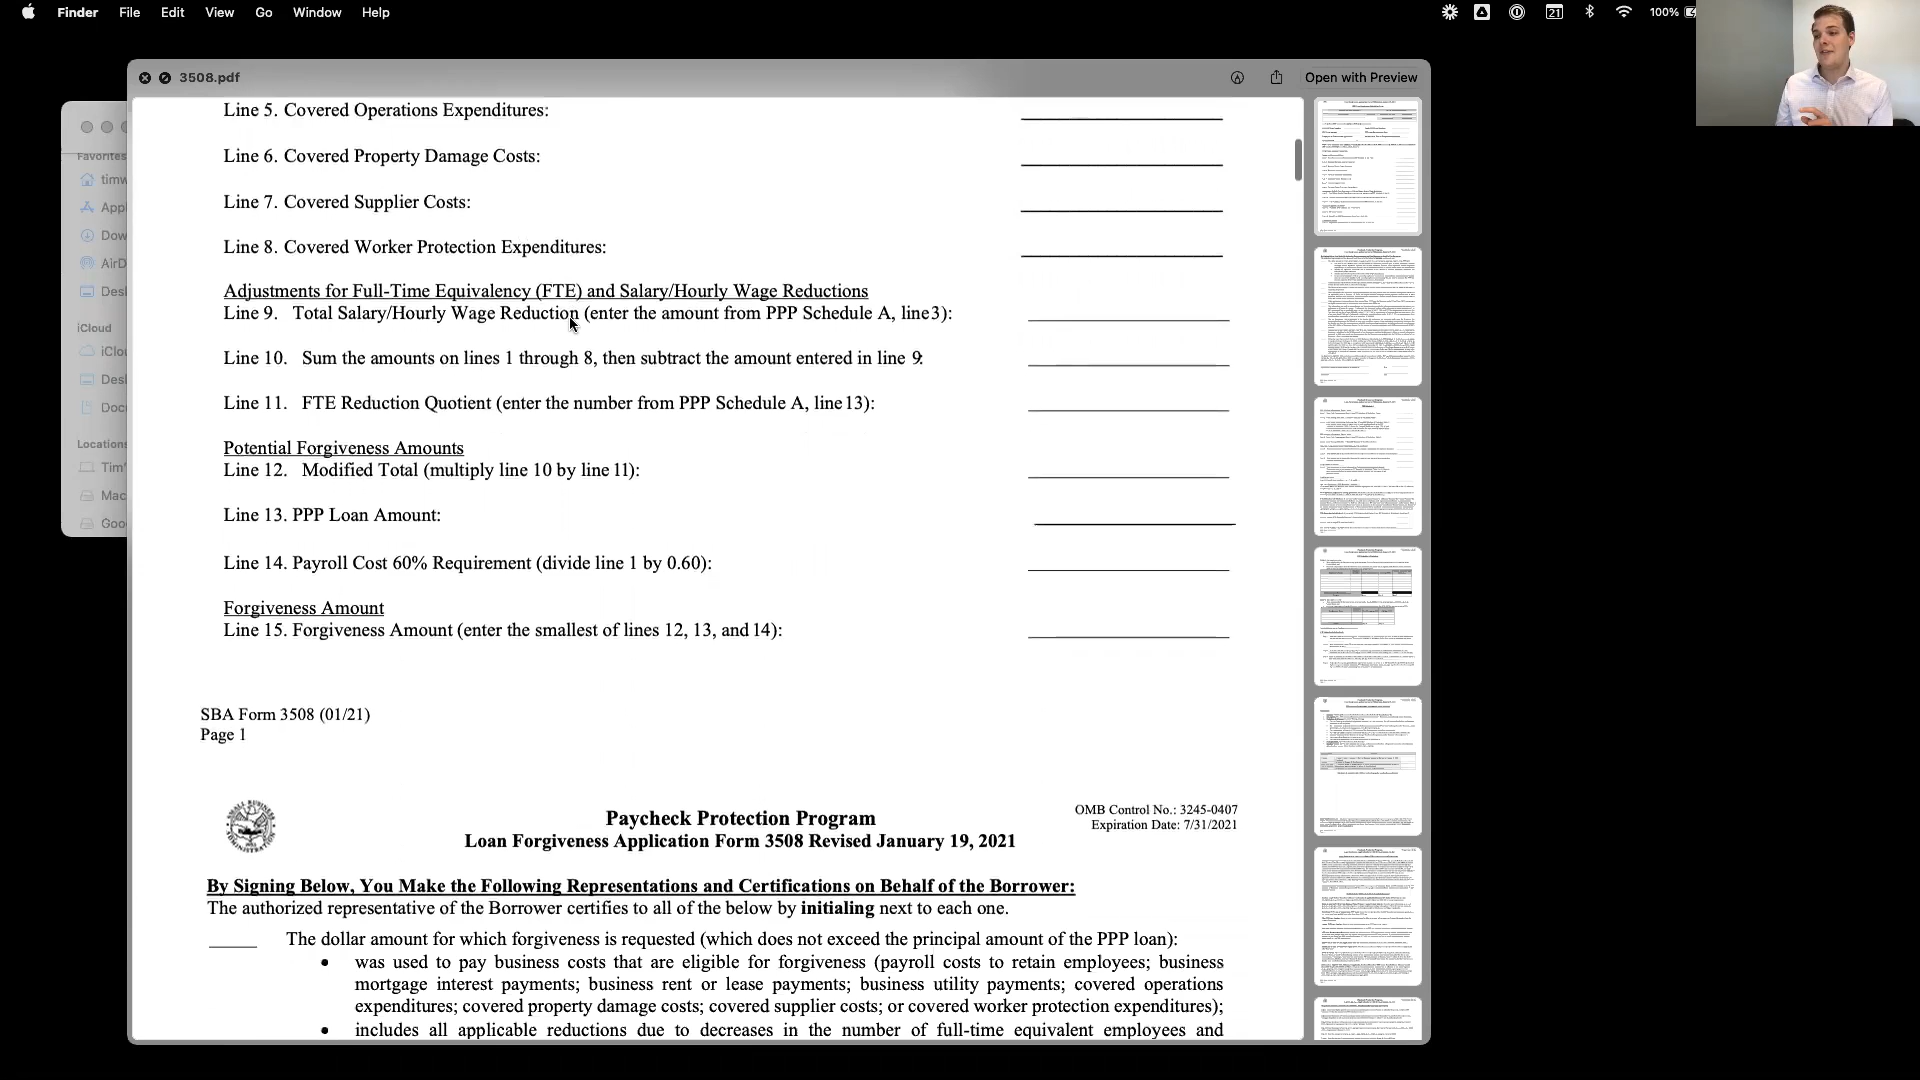 Finder File Edit View Go Window Help
21 100%
3508.pdf
Open with Preview
Favorites
timw
Appl
Dow
AirD
Desl
iCloud
iClou
Desl
Doc
Locations
Tim'
Mac
Goo
Line 5. Covered Operations Expenditures:
Line 6. Covered Property Damage Costs:
Line 7. Covered Supplier Costs:
Line 8. Covered Worker Protection Expenditures:
Adjustments for Full-Time Equivalency (FTE) and Salary/Hourly Wage Reductions
Line 9. Total Salary/Hourly Wage Reduction (enter the amount from PPP Schedule A, line 3):
Line 10. Sum the amounts on lines 1 through 8, then subtract the amount entered in line 9:
Line 11. FTE Reduction Quotient (enter the number from PPP Schedule A, line 13):
Potential Forgiveness Amounts
Line 12. Modified Total (multiply line 10 by line 11):
Line 13. PPP Loan Amount:
Line 14. Payroll Cost 60% Requirement (divide line 1 by 0.60):
Forgiveness Amount
Line 15. Forgiveness Amount (enter the smallest of lines 12, 13, and 14):
SBA Form 3508 (01/21)
Page 1
Paycheck Protection Program
Loan Forgiveness Application Form 3508 Revised January 19, 2021
OMB Control No.: 3245-0407
Expiration Date: 7/31/2021
By Signing Below, You Make the Following Representations and Certifications on Behalf of the Borrower:
The authorized representative of the Borrower certifies to all of the below by initialing next to each one.
The dollar amount for which forgiveness is requested (which does not exceed the principal amount of the PPP loan):
• was used to pay business costs that are eligible for forgiveness (payroll costs to retain employees; business
mortgage interest payments; business rent or lease payments; business utility payments; covered operations
expenditures; covered property damage costs; covered supplier costs; or covered worker protection expenditures);
• includes all applicable reductions due to decreases in the number of full-time equivalent employees and